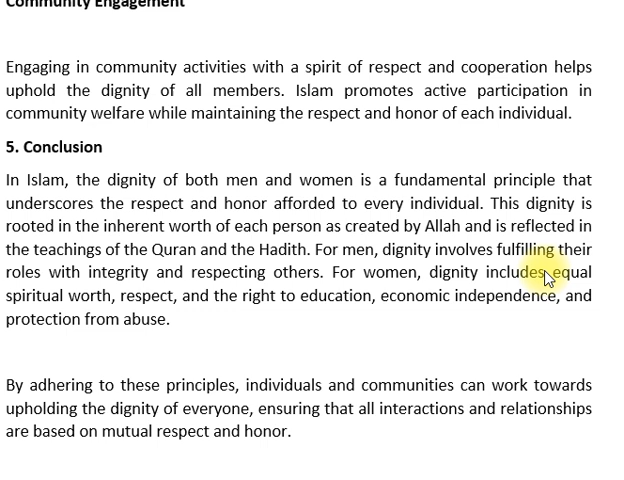 Community Engagement
Engaging in community activities with a spirit of respect and cooperation helps
uphold the dignity of all members. Islam promotes active participation in
community welfare while maintaining the respect and honor of each individual.
5. Conclusion
In Islam, the dignity of both men and women is a fundamental principle that
underscores the respect and honor afforded to every individual. This dignity is
rooted in the inherent worth of each person as created by Allah and is reflected in
the teachings of the Quran and the Hadith. For men, dignity involves fulfilling their
roles with integrity and respecting others. For women, dignity includes equal
spiritual worth, respect, and the right to education, economic independence, and
protection from abuse.
By adhering to these principles, individuals and communities can work towards
upholding the dignity of everyone, ensuring that all interactions and relationships
are based on mutual respect and honor.